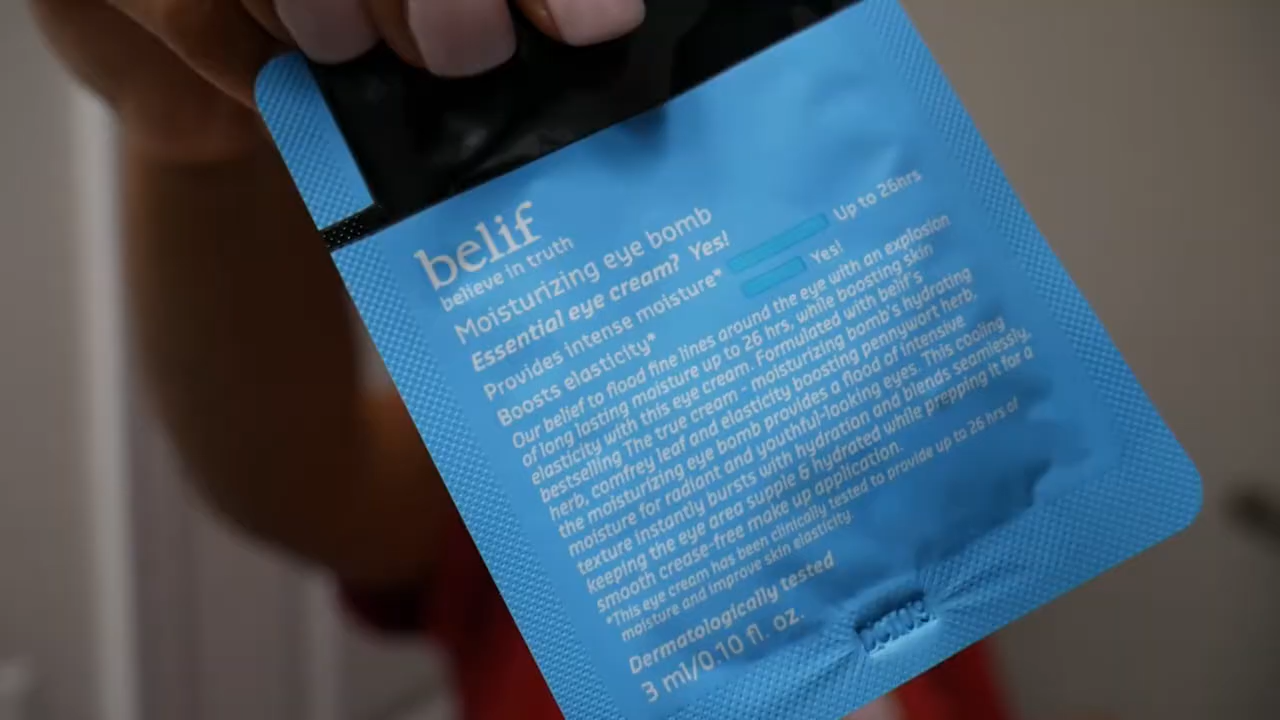 belif
believe in truth
Moisturizing eye bomb
Essential eye cream? Yes!
Provides intense moisture* Up to 26hrs.
Boosts elasticity* Yes!
Our belief to flood fine lines around the eye with an explosion
of long lasting moisture up to 26 hrs, while boosting skin
elasticity with this eye cream. Formulated with belif's
bestselling The true cream - moisturizing bomb's hydrating
herb, comfrey leaf and elasticity boosting pennywort herb,
the moisturizing eye bomb provides a flood of intensive
moisture for radiant and youthful-looking eyes. This cooling
texture instantly bursts with hydration and blends seamlessly,
keeping the eye area supple & hydrated while prepping it for a
smooth crease-free make up application.
*This eye cream has been clinically tested to provide up to 26 hrs of
moisture and improve skin elasticity.
Dermatologically tested
3 ml/0.10 fl. oz.